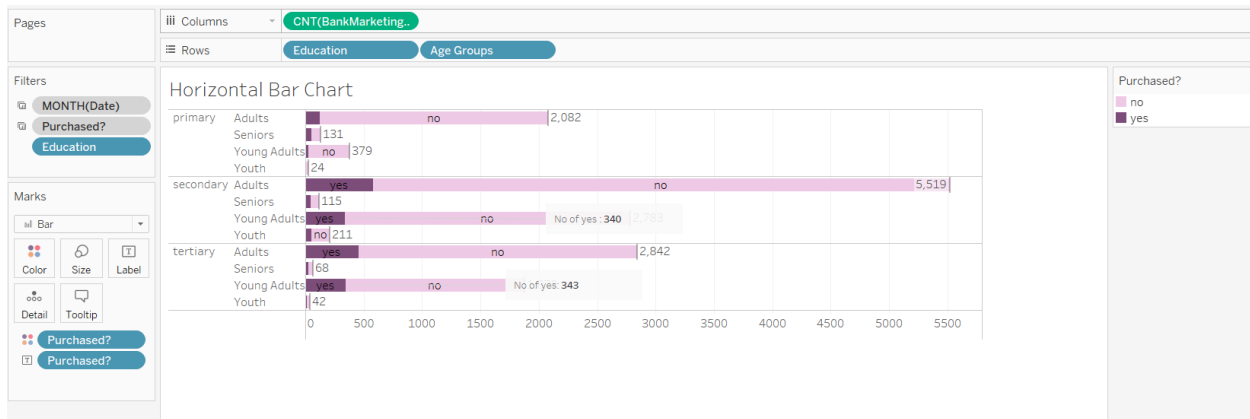 Pages
Columns CNT(BankMarketing..
Rows Education Age Groups
Filters
MONTH(Date)
Purchased?
Education
Marks
Bar
Color Size Label
Detail Tooltip
Purchased?
Purchased?
Horizontal Bar Chart
primary Adults no 2,082
Seniors 131
Young Adults no 379
Youth 24
secondary Adults yes no 5,519
Seniors 115
Young Adults yes no No of yes : 340 2,783
Youth no 211
tertiary Adults yes no 2,842
Seniors 68
Young Adults yes no No of yes: 343
Youth 42
0 500 1000 1500 2000 2500 3000 3500 4000 4500 5000 5500
Purchased?
no
yes